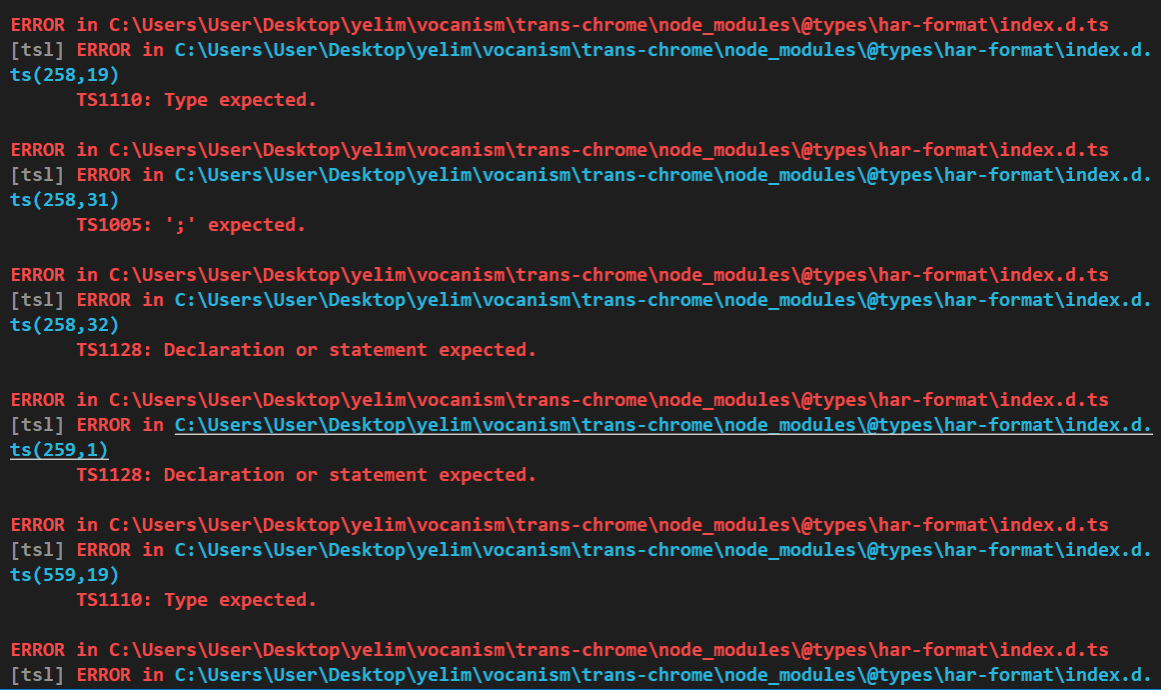 ERROR in C:\Users\User\Desktop\yelim\vocanism\trans-chrome\node_modules\@types\har-format\index.d.ts
[tsl] ERROR in C:\Users\User\Desktop\yelim\vocanism\trans-chrome\node_modules\@types\har-format\index.d.
ts(258,19)
TS1110: Type expected.
ERROR in C:\Users\User\Desktop\yelim\vocanism\trans-chrome\node_modules\@types\har-format\index.d.ts
[tsl] ERROR in C:\Users\User\Desktop\yelim\vocanism\trans-chrome\node_modules\@types\har-format\index.d.
ts(258,31)
TS1005: ';' expected.
ERROR in C:\Users\User\Desktop\yelim\vocanism\trans-chrome\node_modules\@types\har-format\index.d.ts
[tsl] ERROR in C:\Users\User\Desktop\yelim\vocanism\trans-chrome\node_modules\@types\har-format\index.d.
ts(258,32)
TS1128: Declaration or statement expected.
ERROR in C:\Users\User\Desktop\yelim\vocanism\trans-chrome\node_modules\@types\har-format\index.d.ts
[tsl] ERROR in C:\Users\User\Desktop\yelim\vocanism\trans-chrome\node_modules\@types\har-format\index.d.
ts(259,1)
TS1128: Declaration or statement expected.
ERROR in C:\Users\User\Desktop\yelim\vocanism\trans-chrome\node_modules\@types\har-format\index.d.ts
[tsl] ERROR in C:\Users\User\Desktop\yelim\vocanism\trans-chrome\node_modules\@types\har-format\index.d.
ts(559,19)
TS1110: Type expected.
ERROR in C:\Users\User\Desktop\yelim\vocanism\trans-chrome\node_modules\@types\har-format\index.d.ts
[tsl] ERROR in C:\Users\User\Desktop\yelim\vocanism\trans-chrome\node_modules\@types\har-format\index.d.